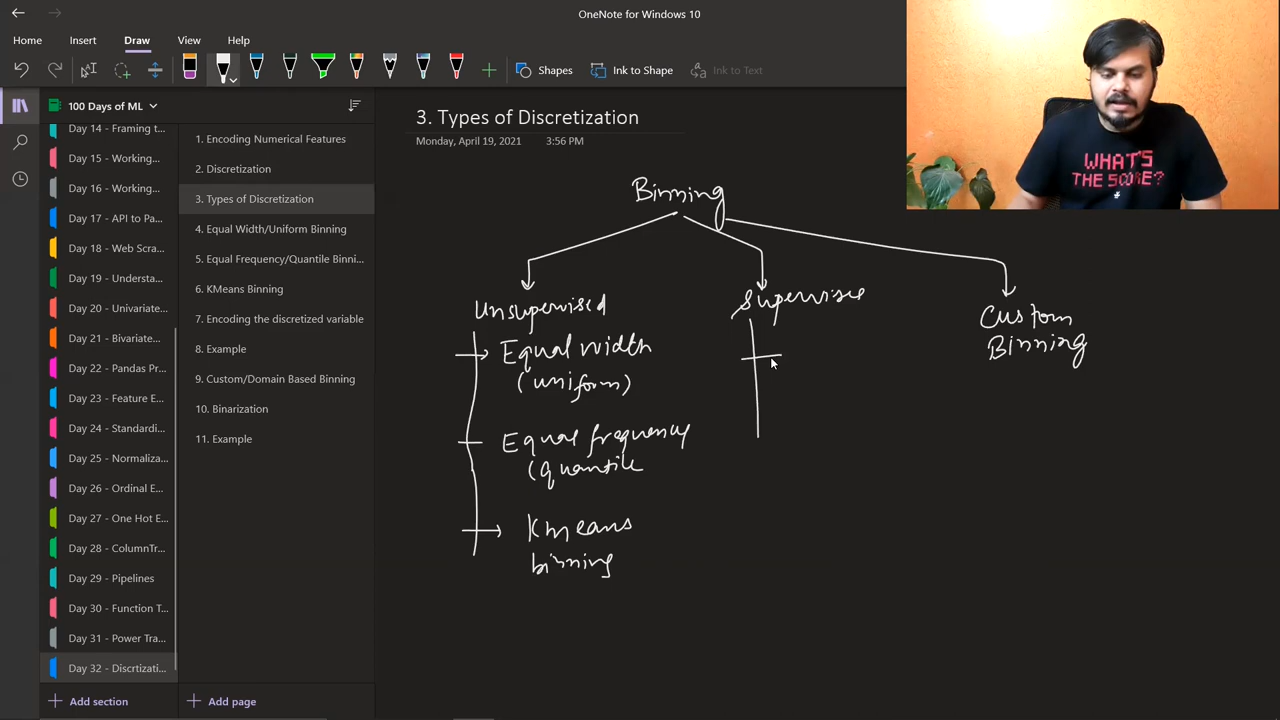 OneNote for Windows 10
Home Insert Draw View Help
Shapes Ink to Shape Ink to Text
100 Days of ML
Day 14 - Framing t...
Day 15 - Working...
Day 16 - Working...
Day 17 - API to Pa...
Day 18 - Web Scra...
Day 19 - Understa...
Day 20 - Univariat...
Day 21 - Bivariate...
Day 22 - Pandas Pr...
Day 23 - Feature E...
Day 24 - Standardi...
Day 25 - Normaliza...
Day 26 - Ordinal E...
Day 27 - One Hot E...
Day 28 - ColumnTr...
Day 29 - Pipelines
Day 30 - Function T...
Day 31 - Power Tra...
Day 32 - Discrtizati...
Add section
1. Encoding Numerical Features
2. Discretization
3. Types of Discretization
4. Equal Width/Uniform Binning
5. Equal Frequency/Quantile Binni...
6. KMeans Binning
7. Encoding the discretized variable
8. Example
9. Custom/Domain Based Binning
10. Binarization
11. Example
Add page
3. Types of Discretization
Monday, April 19, 2021 3:56 PM
Binning
Unsupervised
Equal width
(uniform)
Equal frequency
(quantile
Kmeans
binning
Supervised
Custom
Binning
WHAT'S
THE SCORE?